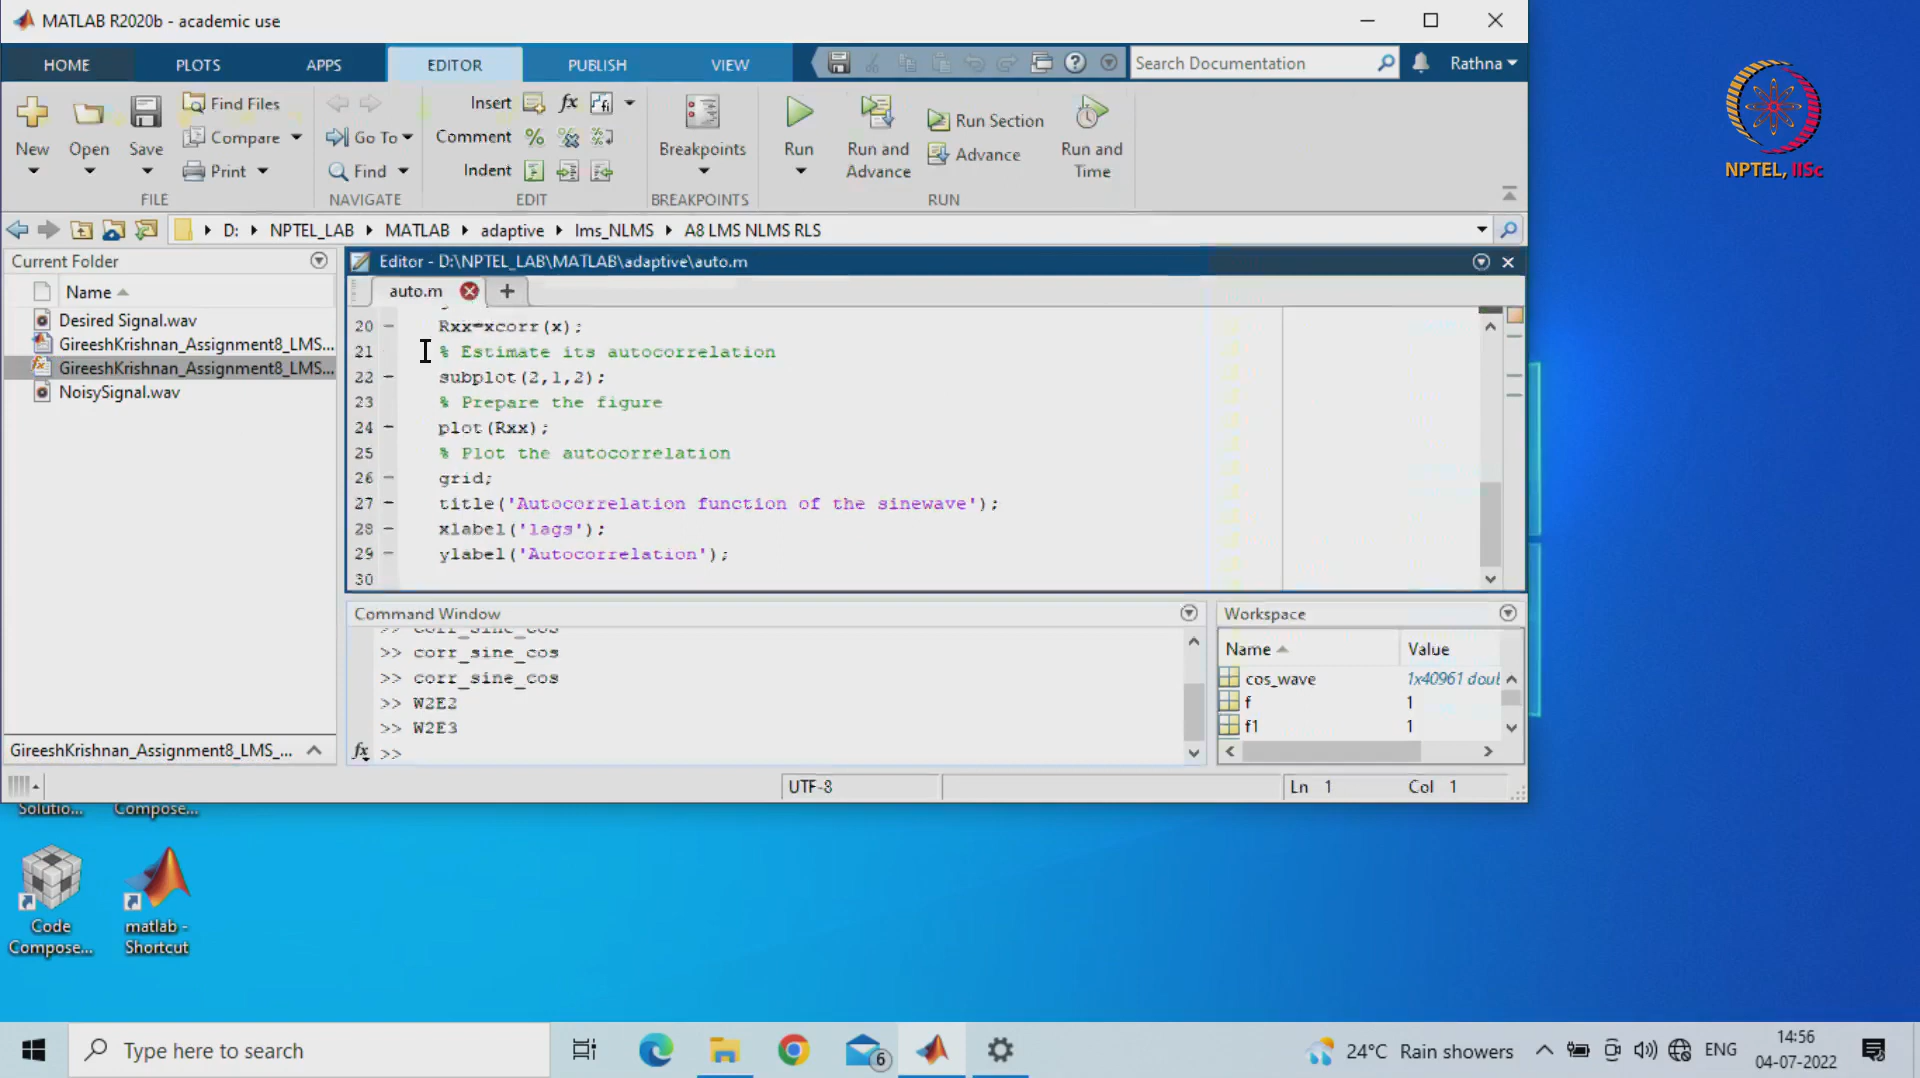 MATLAB R2020b - academic use
HOME PLOTS APPS EDITOR PUBLISH VIEW Search Documentation Rathna
New Open Save Find Files Compare Print
FILE
Go To Find
NAVIGATE
Insert fx
Comment
Indent
EDIT
Breakpoints
BREAKPOINTS
Run Run and Advance Run Section Advance Run and Time
RUN
D: NPTEL_LAB MATLAB adaptive lms_NLMS A8 LMS NLMS RLS
Current Folder
Name
Desired Signal.wav
GireeshKrishnan_Assignment8_LMS...
GireeshKrishnan_Assignment8_LMS...
NoisySignal.wav
GireeshKrishnan_Assignment8_LMS_...
Editor - D:\NPTEL_LAB\MATLAB\adaptive\auto.m
auto.m
20 - Rxx=xcorr(x);
21 % Estimate its autocorrelation
22 - subplot(2,1,2);
23 % Prepare the figure
24 - plot(Rxx);
25 % Plot the autocorrelation
26 - grid;
27 - title('Autocorrelation function of the sinewave');
28 - xlabel('lags');
29 - ylabel('Autocorrelation');
30
Command Window
>> corr_sine_cos
>> corr_sine_cos
>> corr_sine_cos
>> W2E2
>> W2E3
fx >>
Workspace
Name Value
cos_wave 1x40961 doul
f 1
f1 1
UTF-8 Ln 1 Col 1
Solutio... Compose...
Code Compose...
matlab - Shortcut
NPTEL, IISc
Type here to search
6
24°C Rain showers
ENG
14:56
04-07-2022